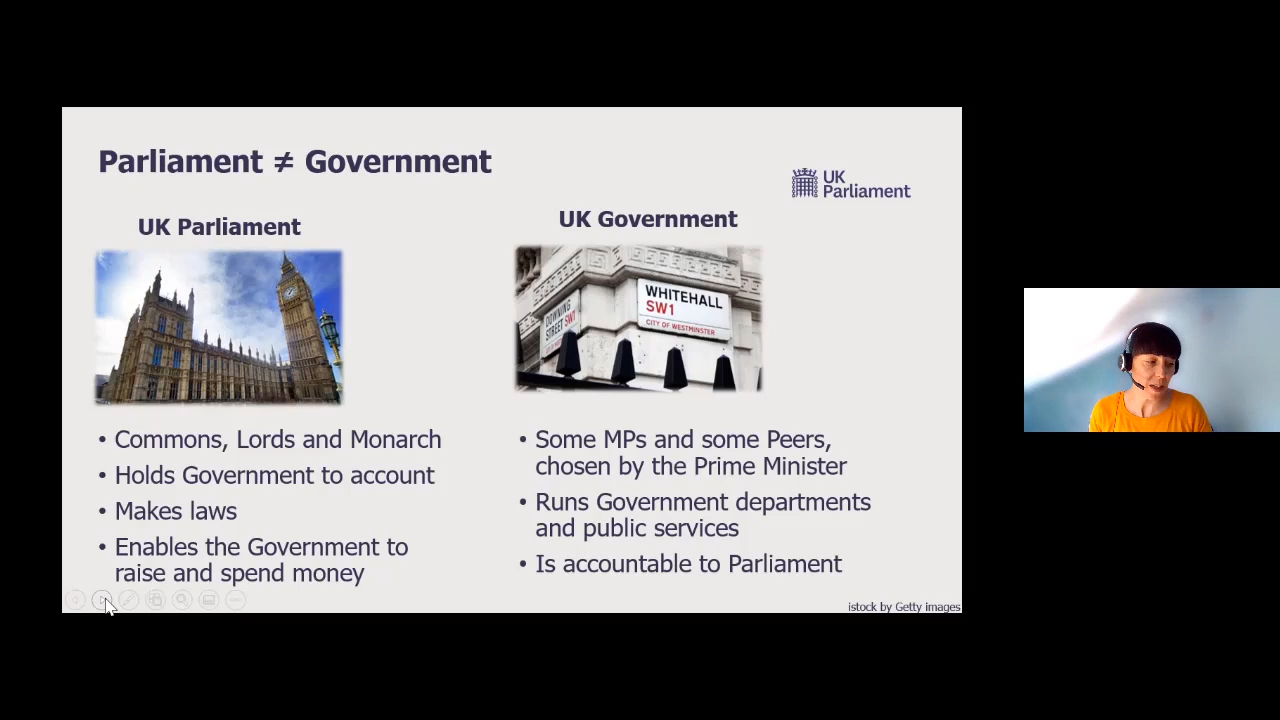 Parliament ≠ Government
UK
Parliament
UK Parliament
UK Government
DOWNING
STREET SW1
WHITEHALL
SW1
CITY OF WESTMINSTER
• Commons, Lords and Monarch
• Holds Government to account
• Makes laws
• Enables the Government to
raise and spend money
• Some MPs and some Peers,
chosen by the Prime Minister
• Runs Government departments
and public services
• Is accountable to Parliament
istock by Getty images